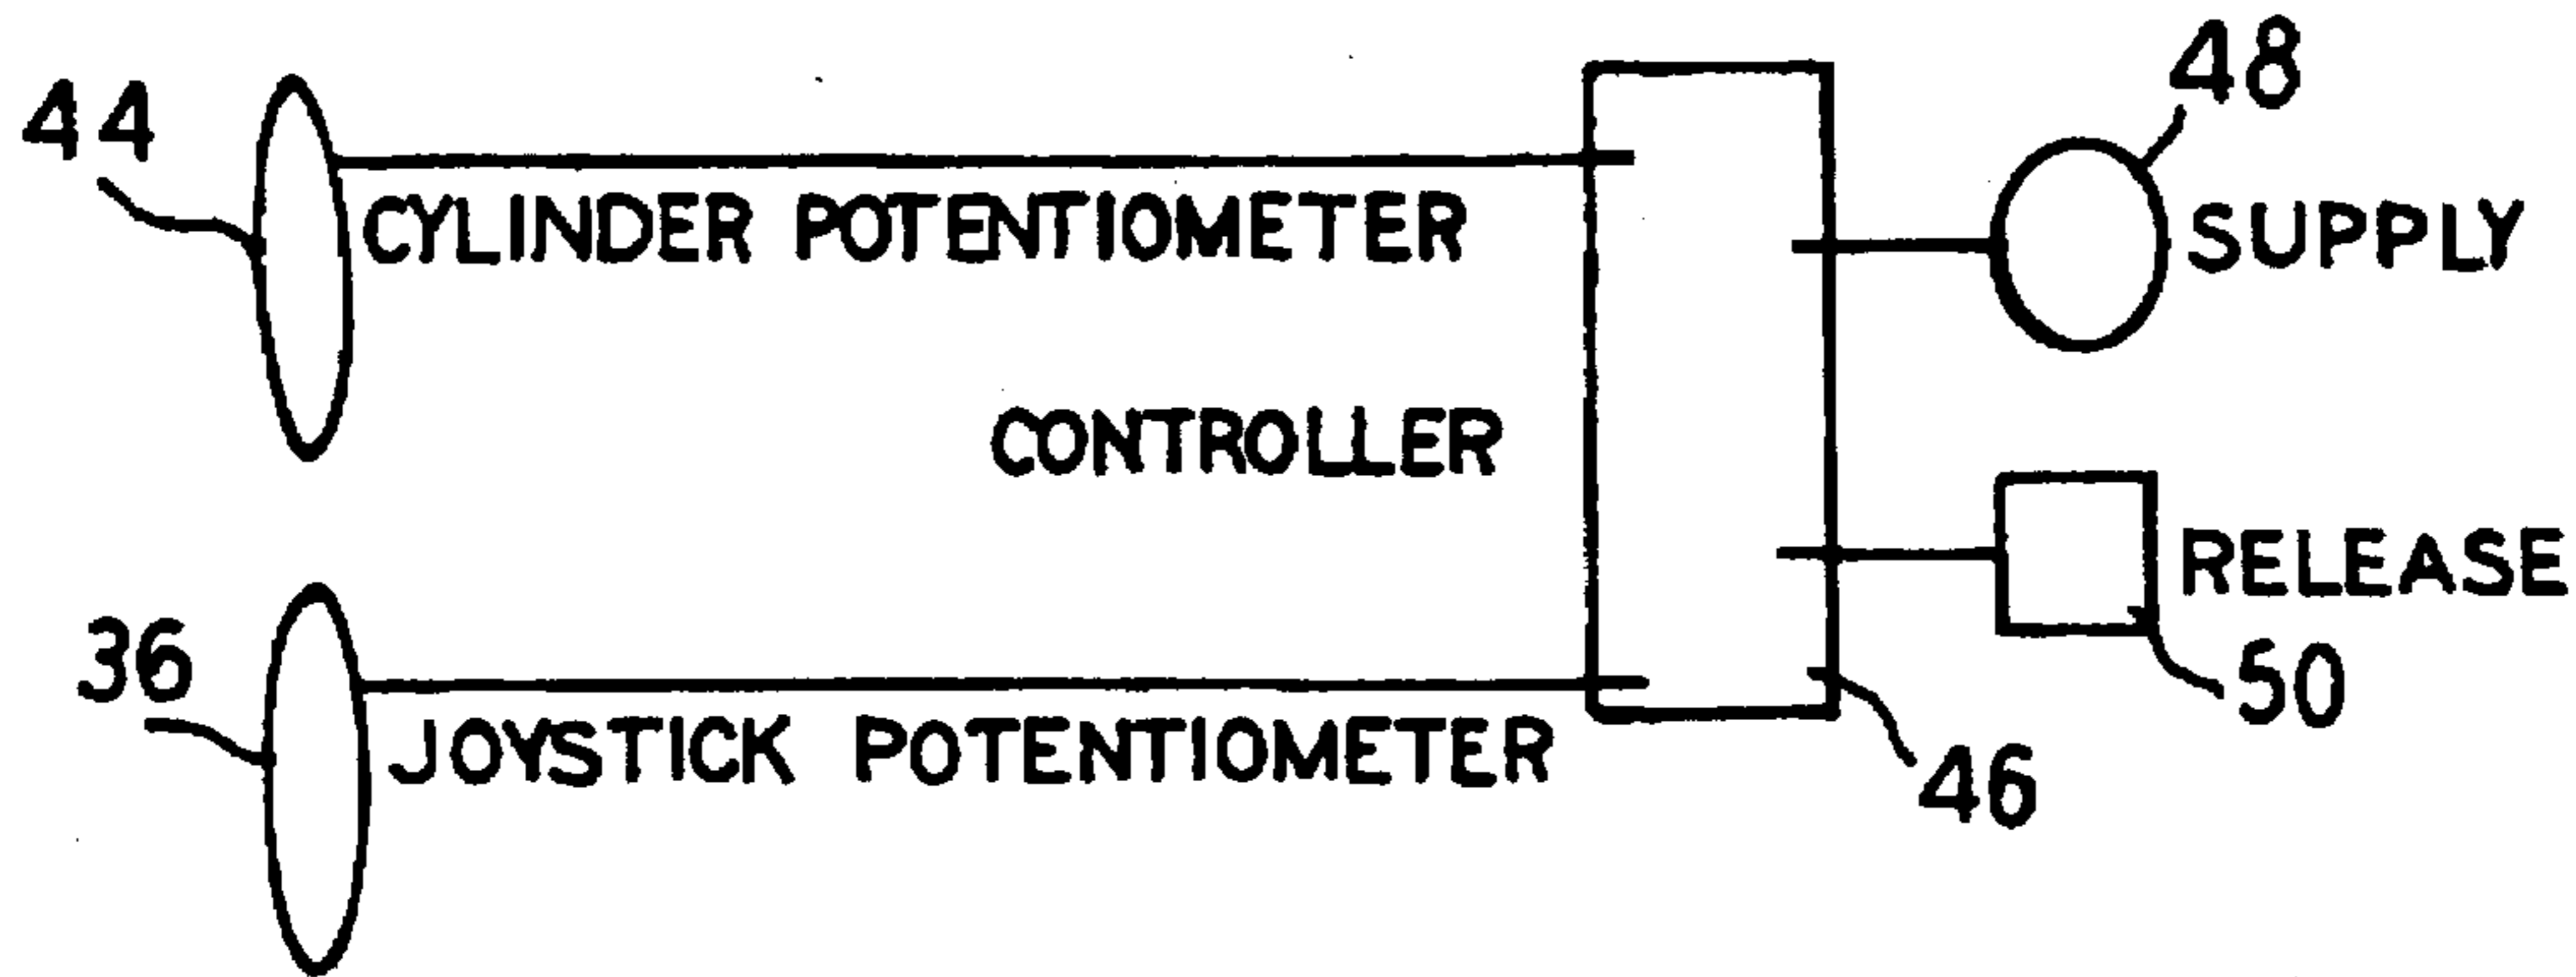 44
48
CYLINDER POTENTIOMETER
SUPPLY
CONTROLLER
RELEASE
36
50
JOYSTICK POTENTIOMETER
46